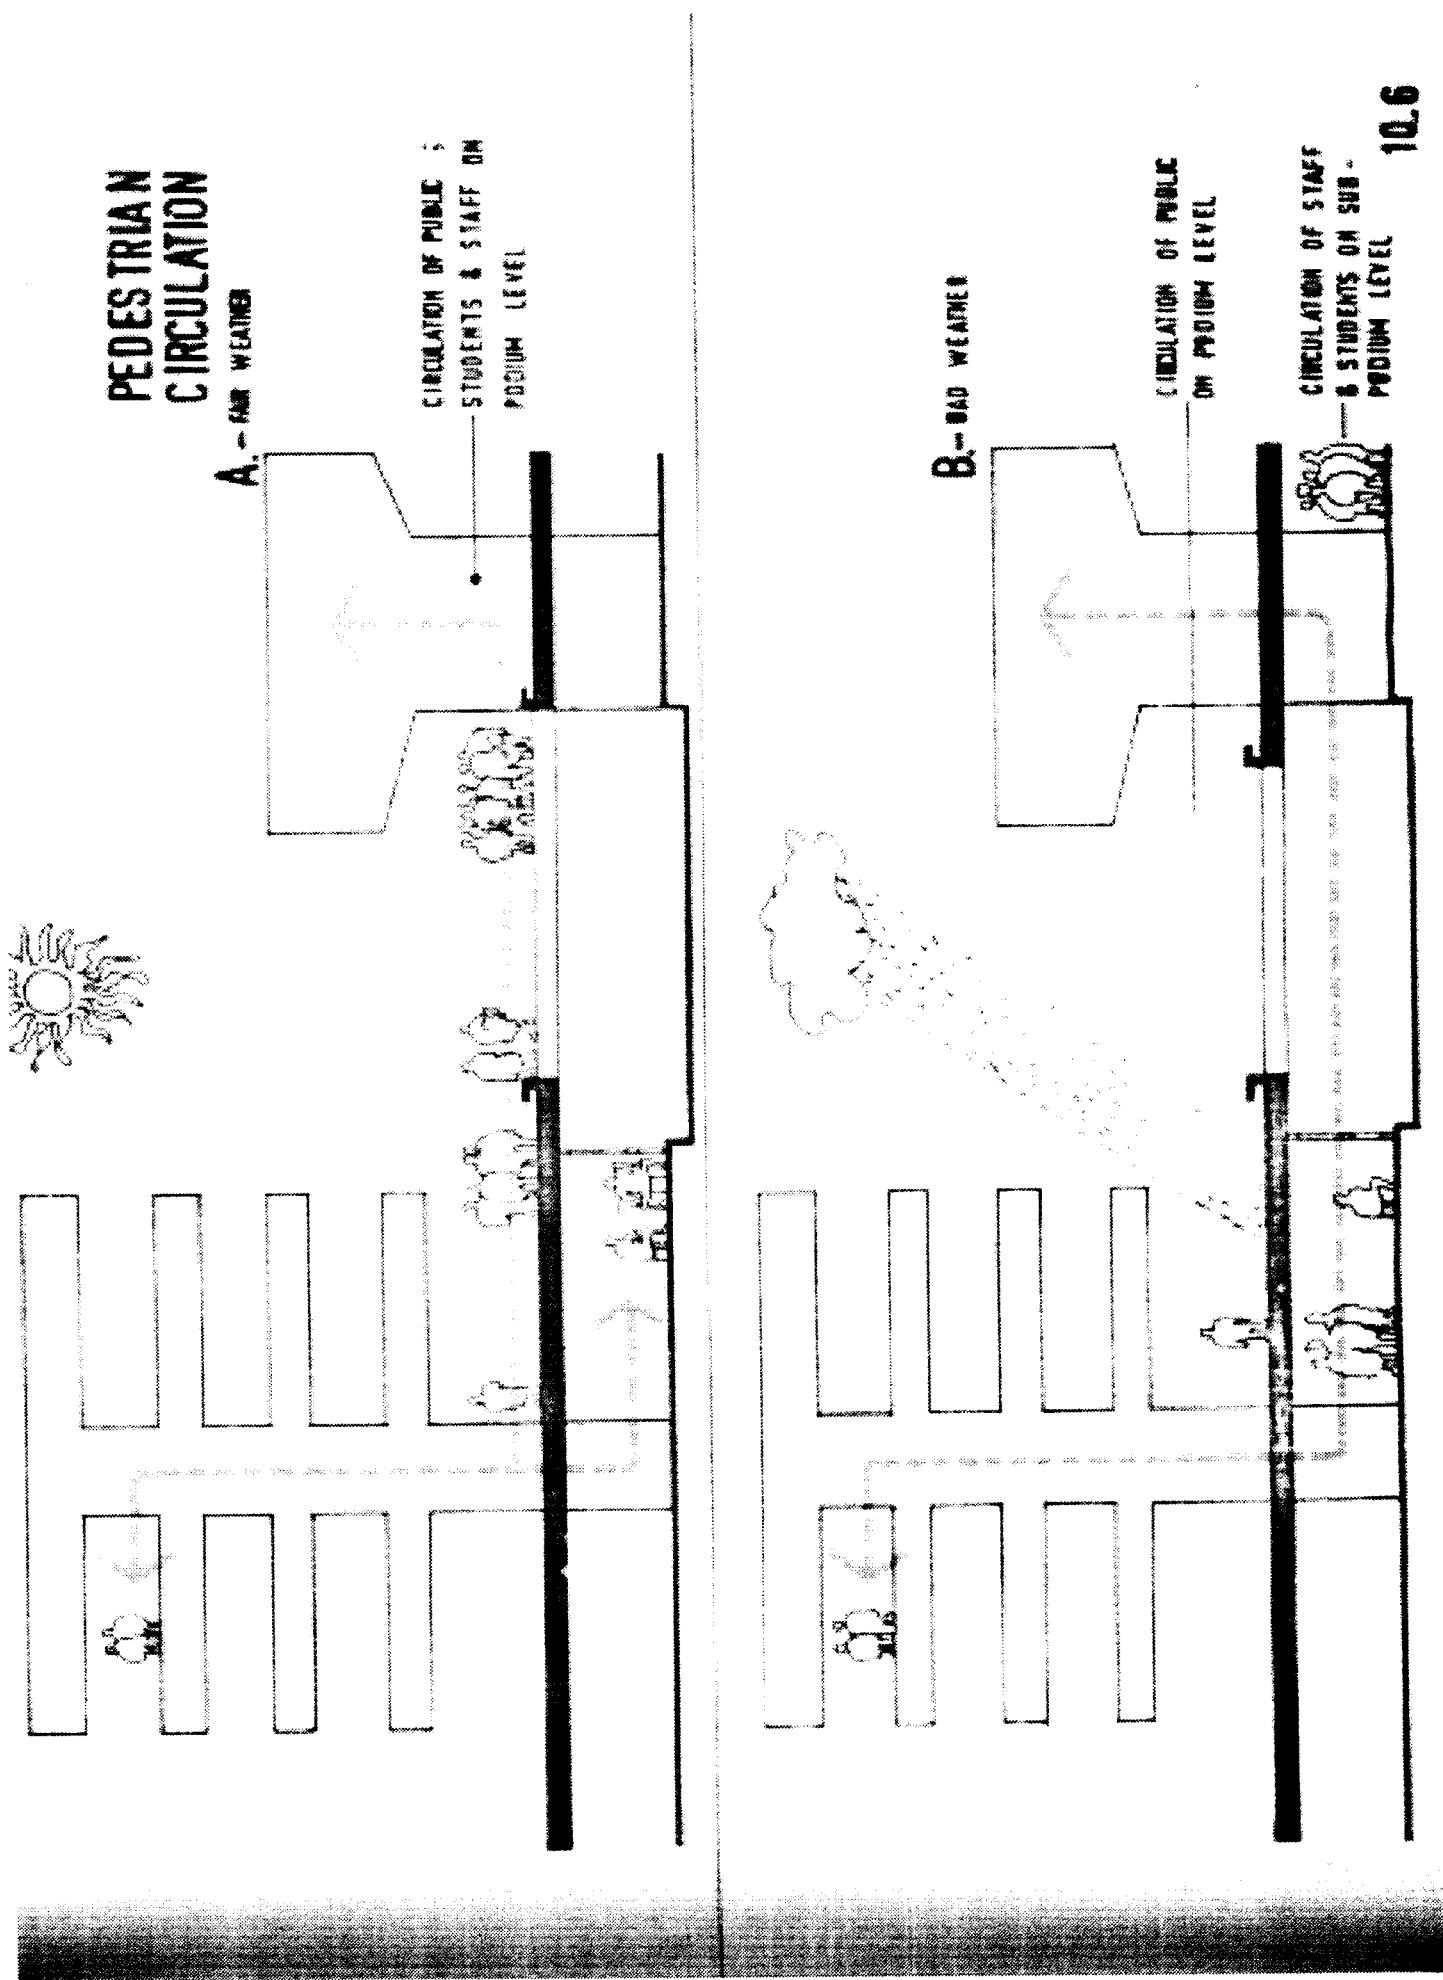 PEDESTRIAN
CIRCULATION
A.- FAIR WEATHER
CIRCULATION OF PUBLIC ;
STUDENTS & STAFF ON
PODIUM LEVEL
B.- BAD WEATHER
CIRCULATION OF PUBLIC
ON PODIUM LEVEL
CIRCULATION OF STAFF
& STUDENTS ON SUB-
PODIUM LEVEL
10.6